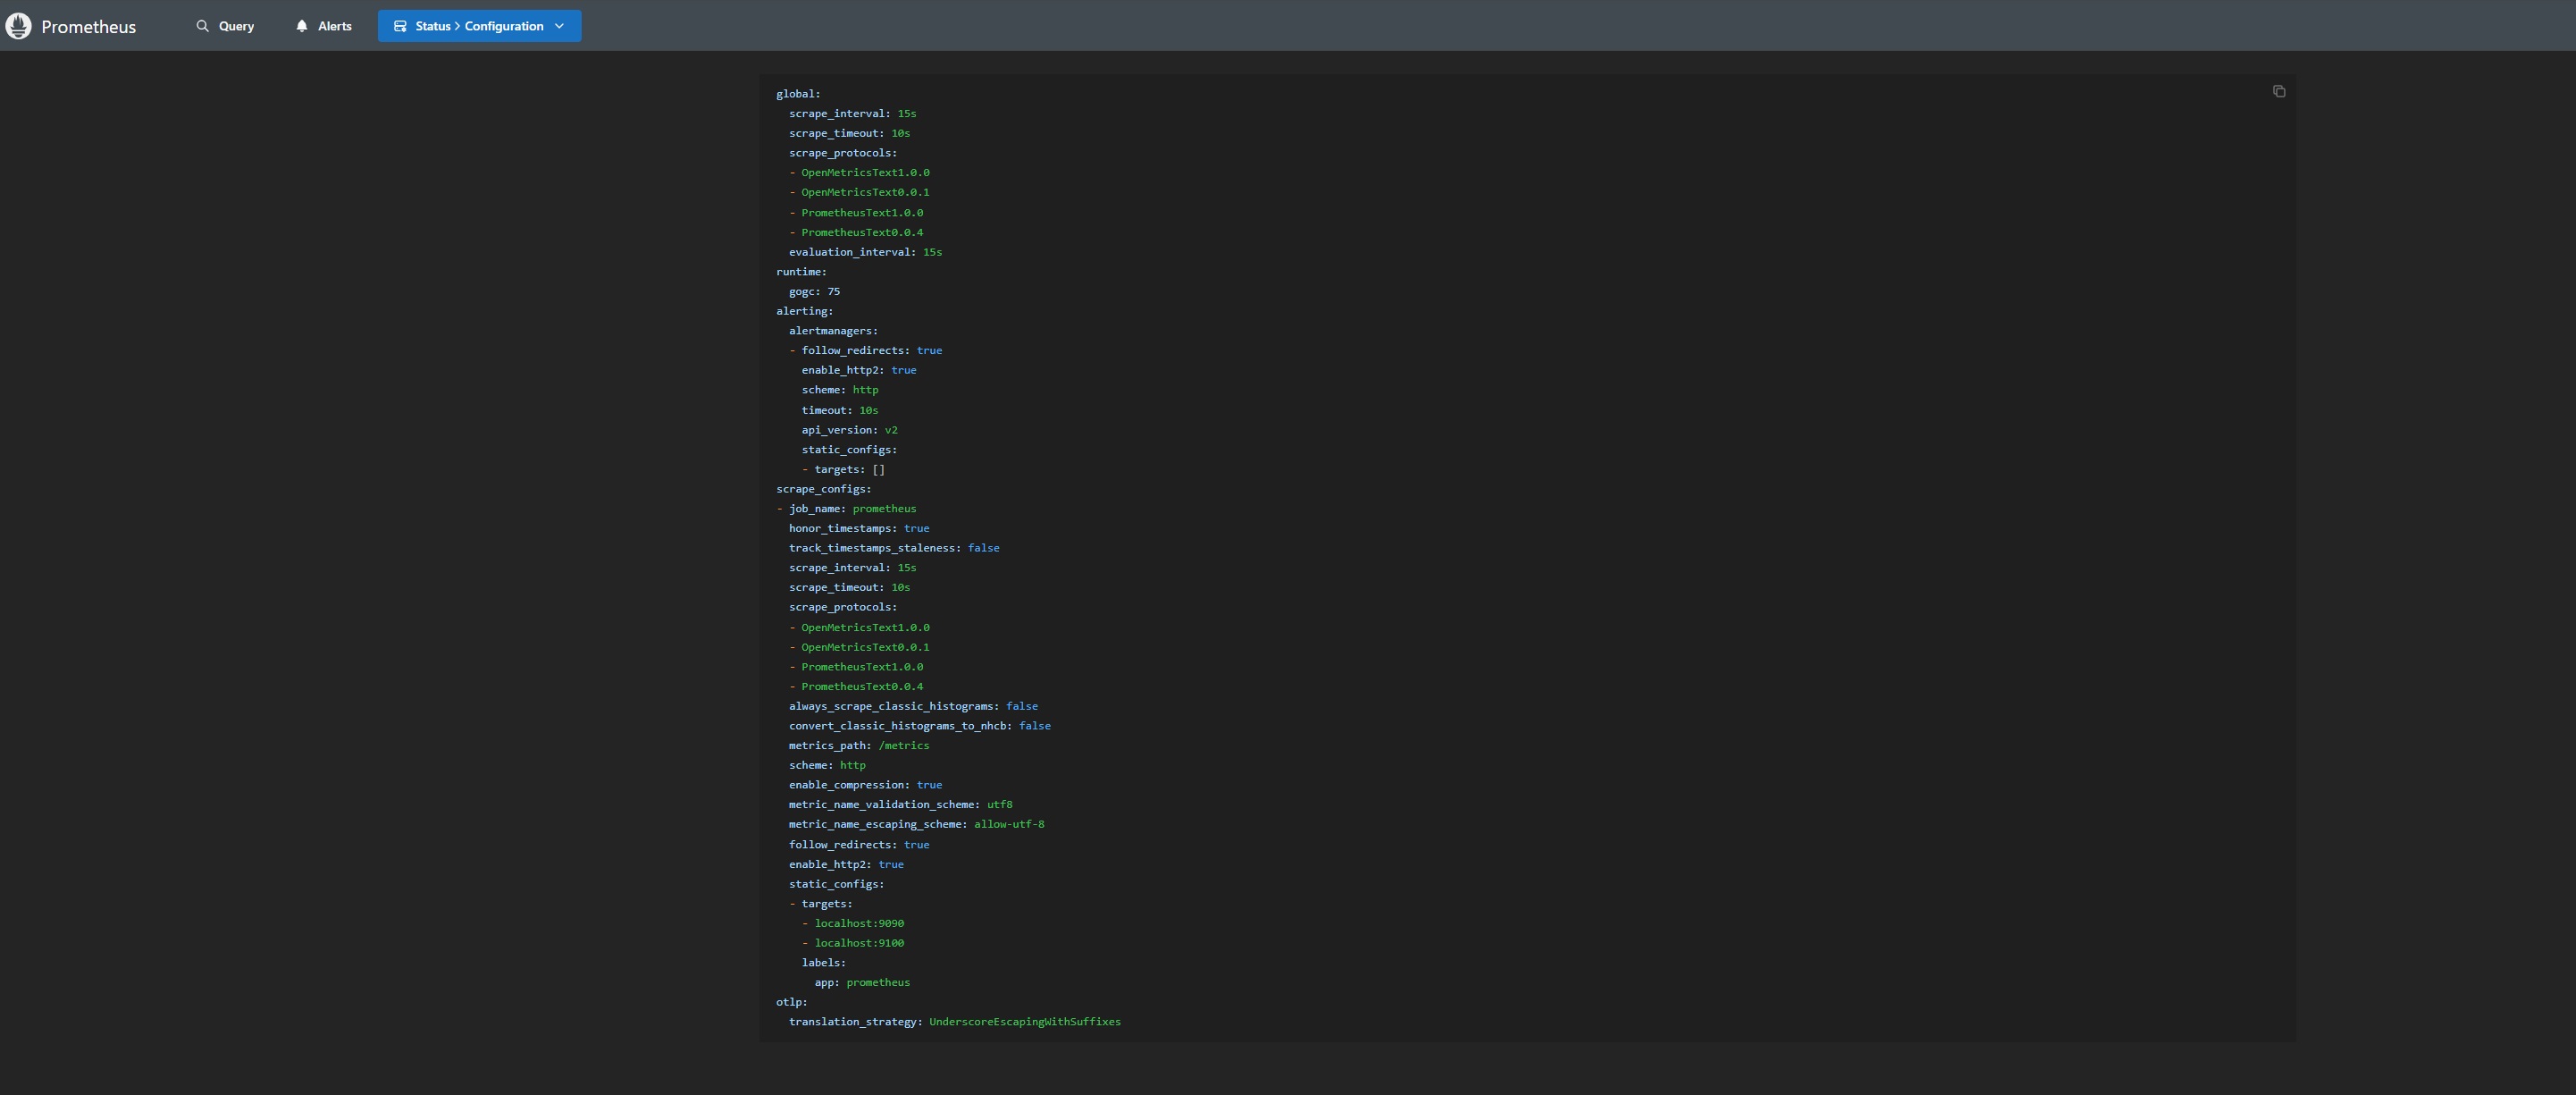 Prometheus Query Alerts Status > Configuration
global:
  scrape_interval: 15s
  scrape_timeout: 10s
  scrape_protocols:
  - OpenMetricsText1.0.0
  - OpenMetricsText0.0.1
  - PrometheusText1.0.0
  - PrometheusText0.0.4
  evaluation_interval: 15s
runtime:
  gogc: 75
alerting:
  alertmanagers:
  - follow_redirects: true
    enable_http2: true
    scheme: http
    timeout: 10s
    api_version: v2
    static_configs:
    - targets: []
scrape_configs:
- job_name: prometheus
  honor_timestamps: true
  track_timestamps_staleness: false
  scrape_interval: 15s
  scrape_timeout: 10s
  scrape_protocols:
  - OpenMetricsText1.0.0
  - OpenMetricsText0.0.1
  - PrometheusText1.0.0
  - PrometheusText0.0.4
  always_scrape_classic_histograms: false
  convert_classic_histograms_to_nhcb: false
  metrics_path: /metrics
  scheme: http
  enable_compression: true
  metric_name_validation_scheme: utf8
  metric_name_escaping_scheme: allow-utf-8
  follow_redirects: true
  enable_http2: true
  static_configs:
  - targets:
    - localhost:9090
    - localhost:9100
    labels:
      app: prometheus
otlp:
  translation_strategy: UnderscoreEscapingWithSuffixes